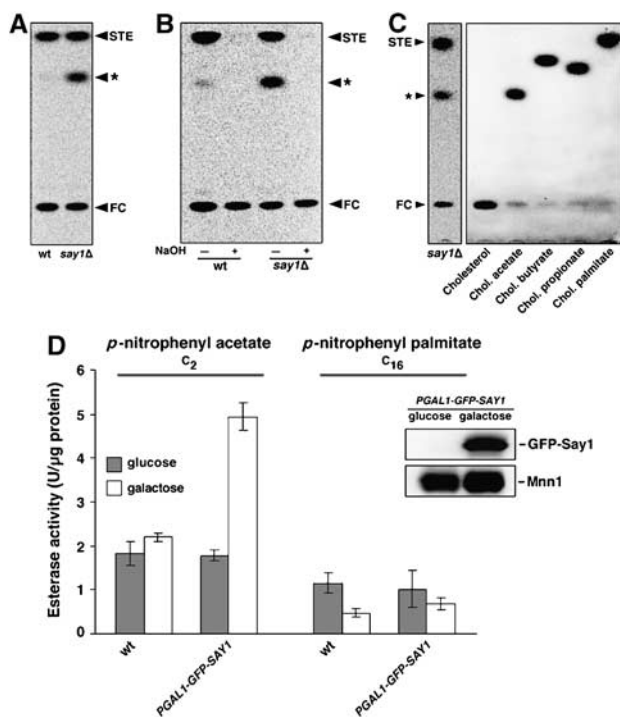 A
STE
*
FC
wt say1Δ
B
STE
*
FC
NaOH – + – +
wt say1Δ
C
STE
*
FC
say1Δ
Cholesterol
Chol. acetate
Chol. butyrate
Chol. propionate
Chol. palmitate
D
p-nitrophenyl acetate
C2
p-nitrophenyl palmitate
C16
Esterase activity (U/µg protein)
6
5
4
3
2
1
0
glucose
galactose
PGAL1-GFP-SAY1
glucose galactose
-GFP-Say1
-Mnn1
wt
PGAL1-GFP-SAY1
wt
PGAL1-GFP-SAY1